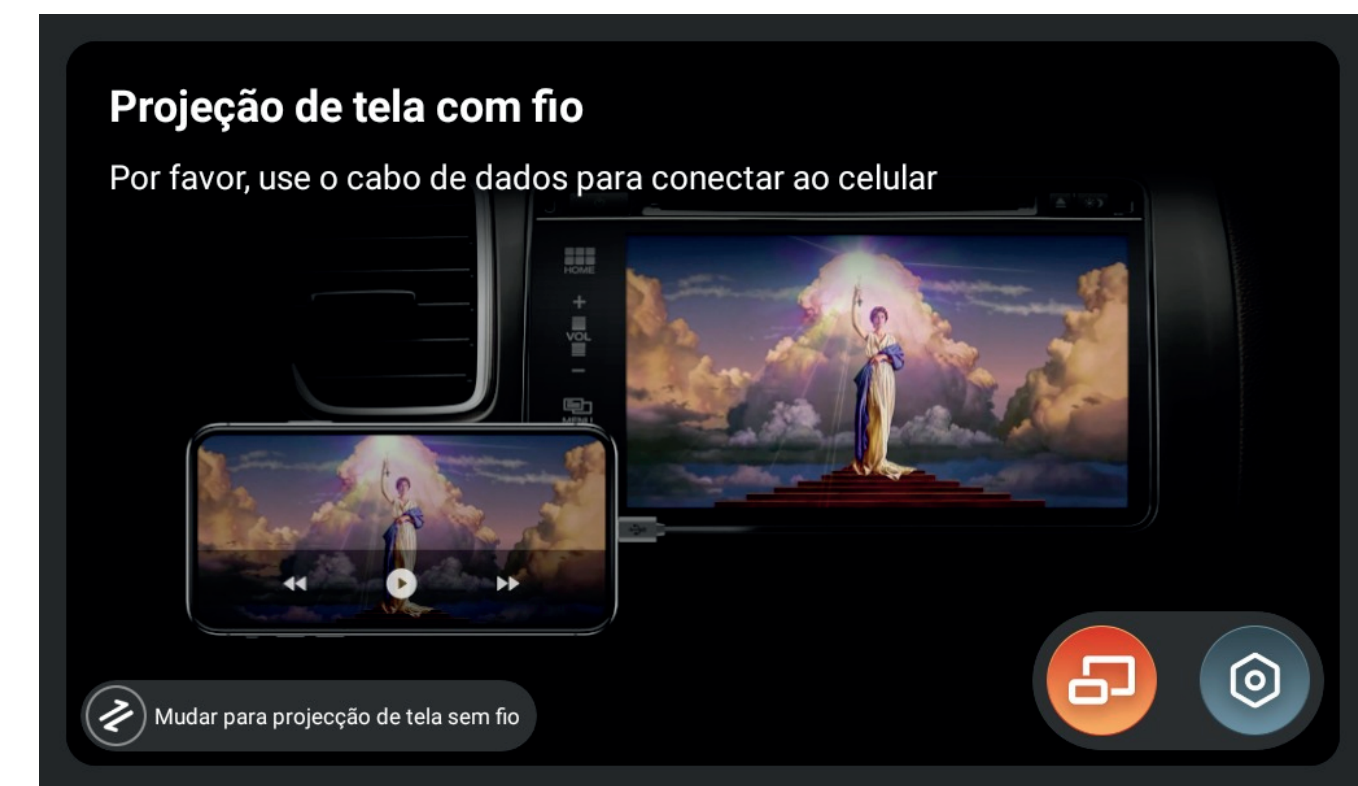 Projeção de tela com fio
Por favor, use o cabo de dados para conectar ao celular
HOME
+
VOL
−
MENU
Mudar para projecção de tela sem fio